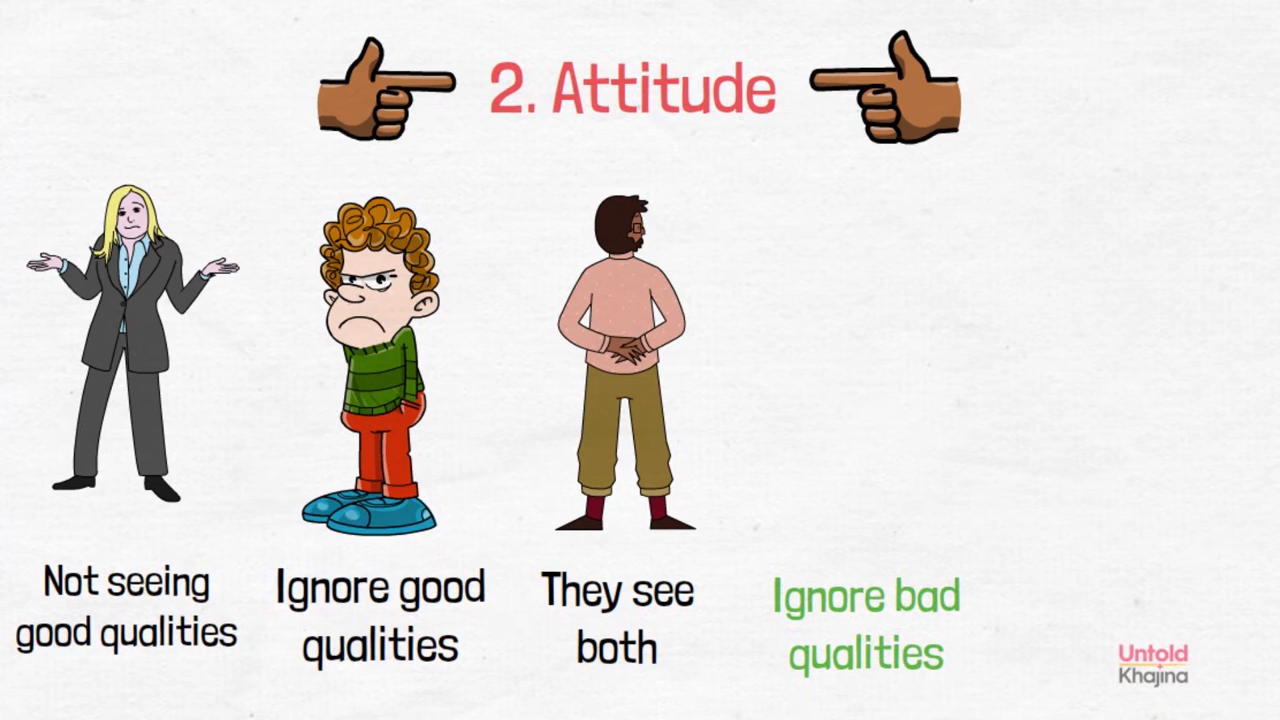 2. Attitude
Not seeing
good qualities
Ignore good
qualities
They see
both
Ignore bad
qualities
Untold
Khajina